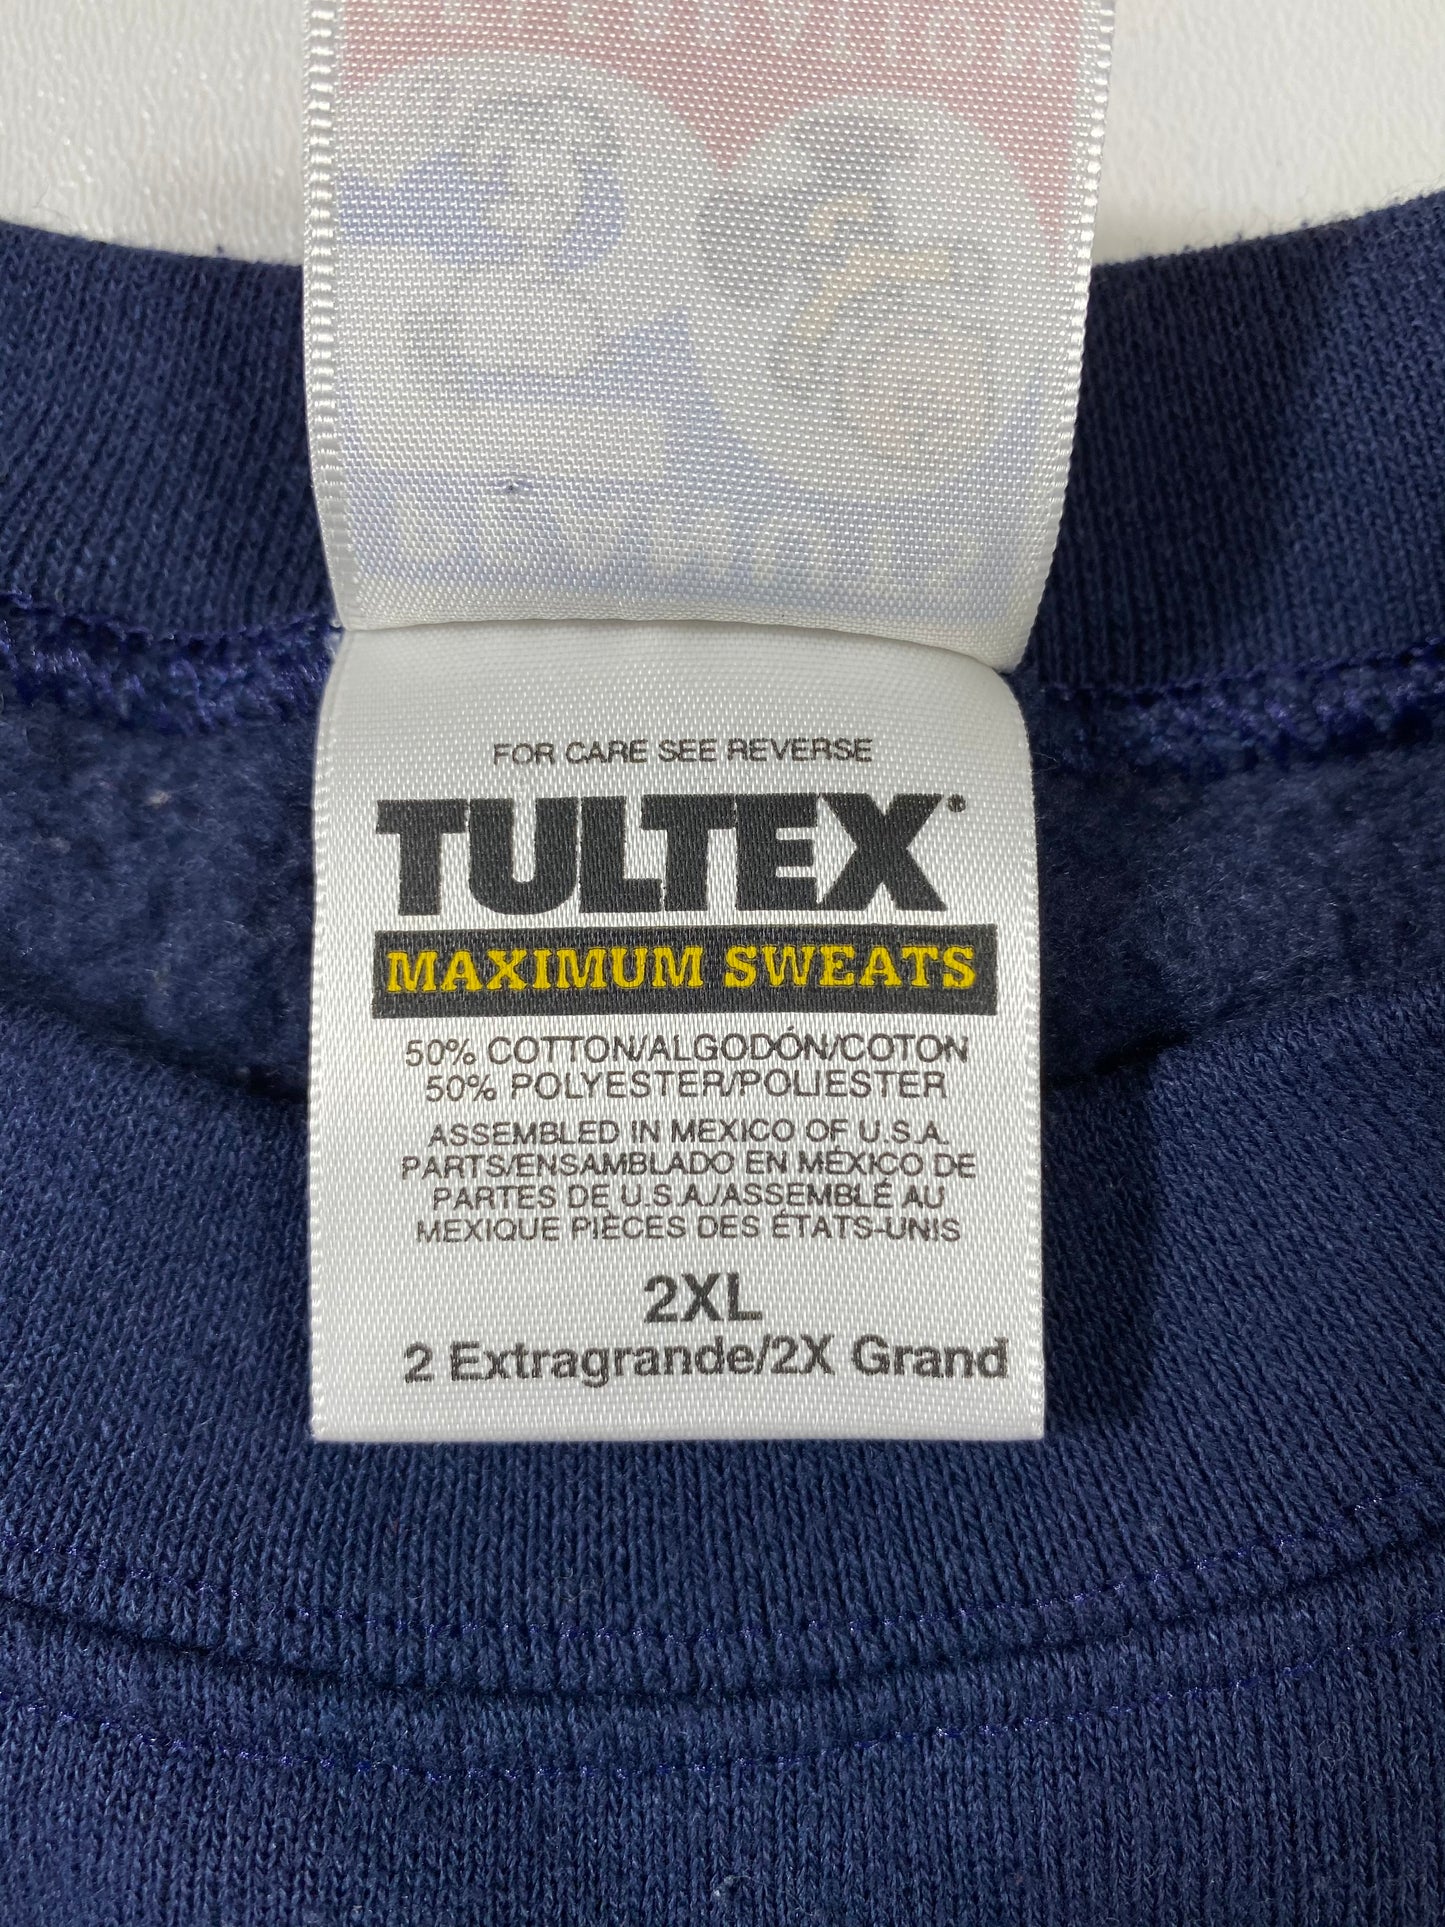 FOR CARE SEE REVERSE
TULTEX®
MAXIMUM SWEATS
50% COTTON/ALGODÓN/COTON
50% POLYESTER/POLIESTER
ASSEMBLED IN MEXICO OF U.S.A.
PARTS/ENSAMBLADO EN MÉXICO DE
PARTES DE U.S.A./ASSEMBLÉ AU
MEXIQUE PIÈCES DES ÉTATS-UNIS
2XL
2 Extragrande/2X Grand